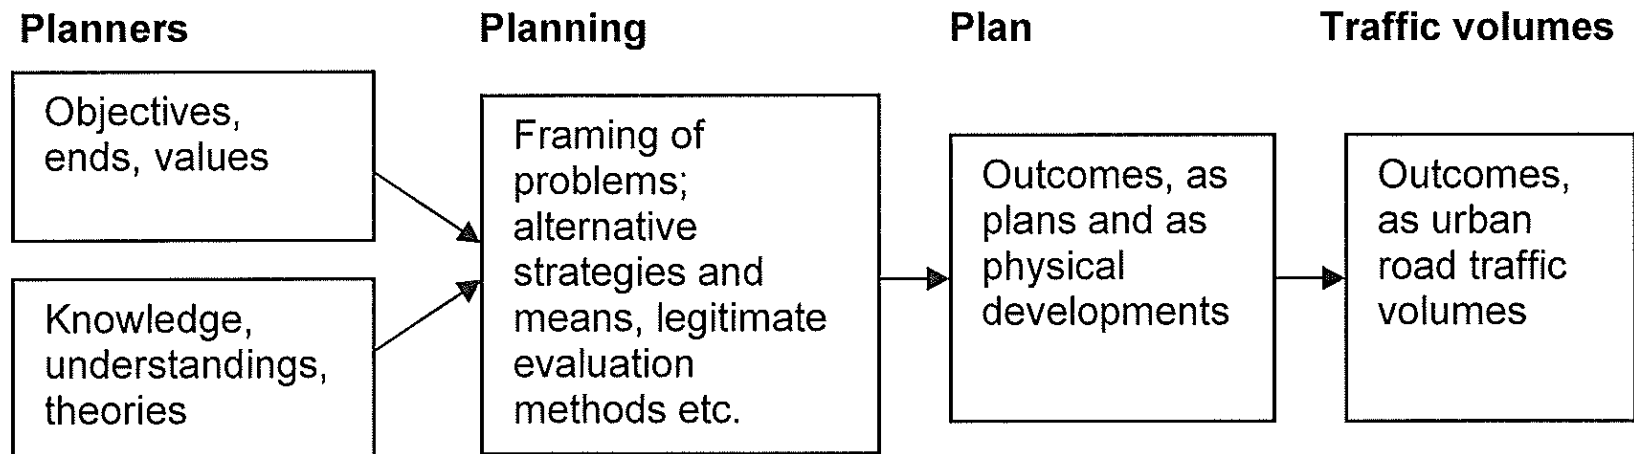 Planners
Planning
Plan
Traffic volumes
Objectives,
ends, values
Knowledge,
understandings,
theories
Framing of
problems;
alternative
strategies and
means, legitimate
evaluation
methods etc.
Outcomes, as
plans and as
physical
developments
Outcomes,
as urban
road traffic
volumes